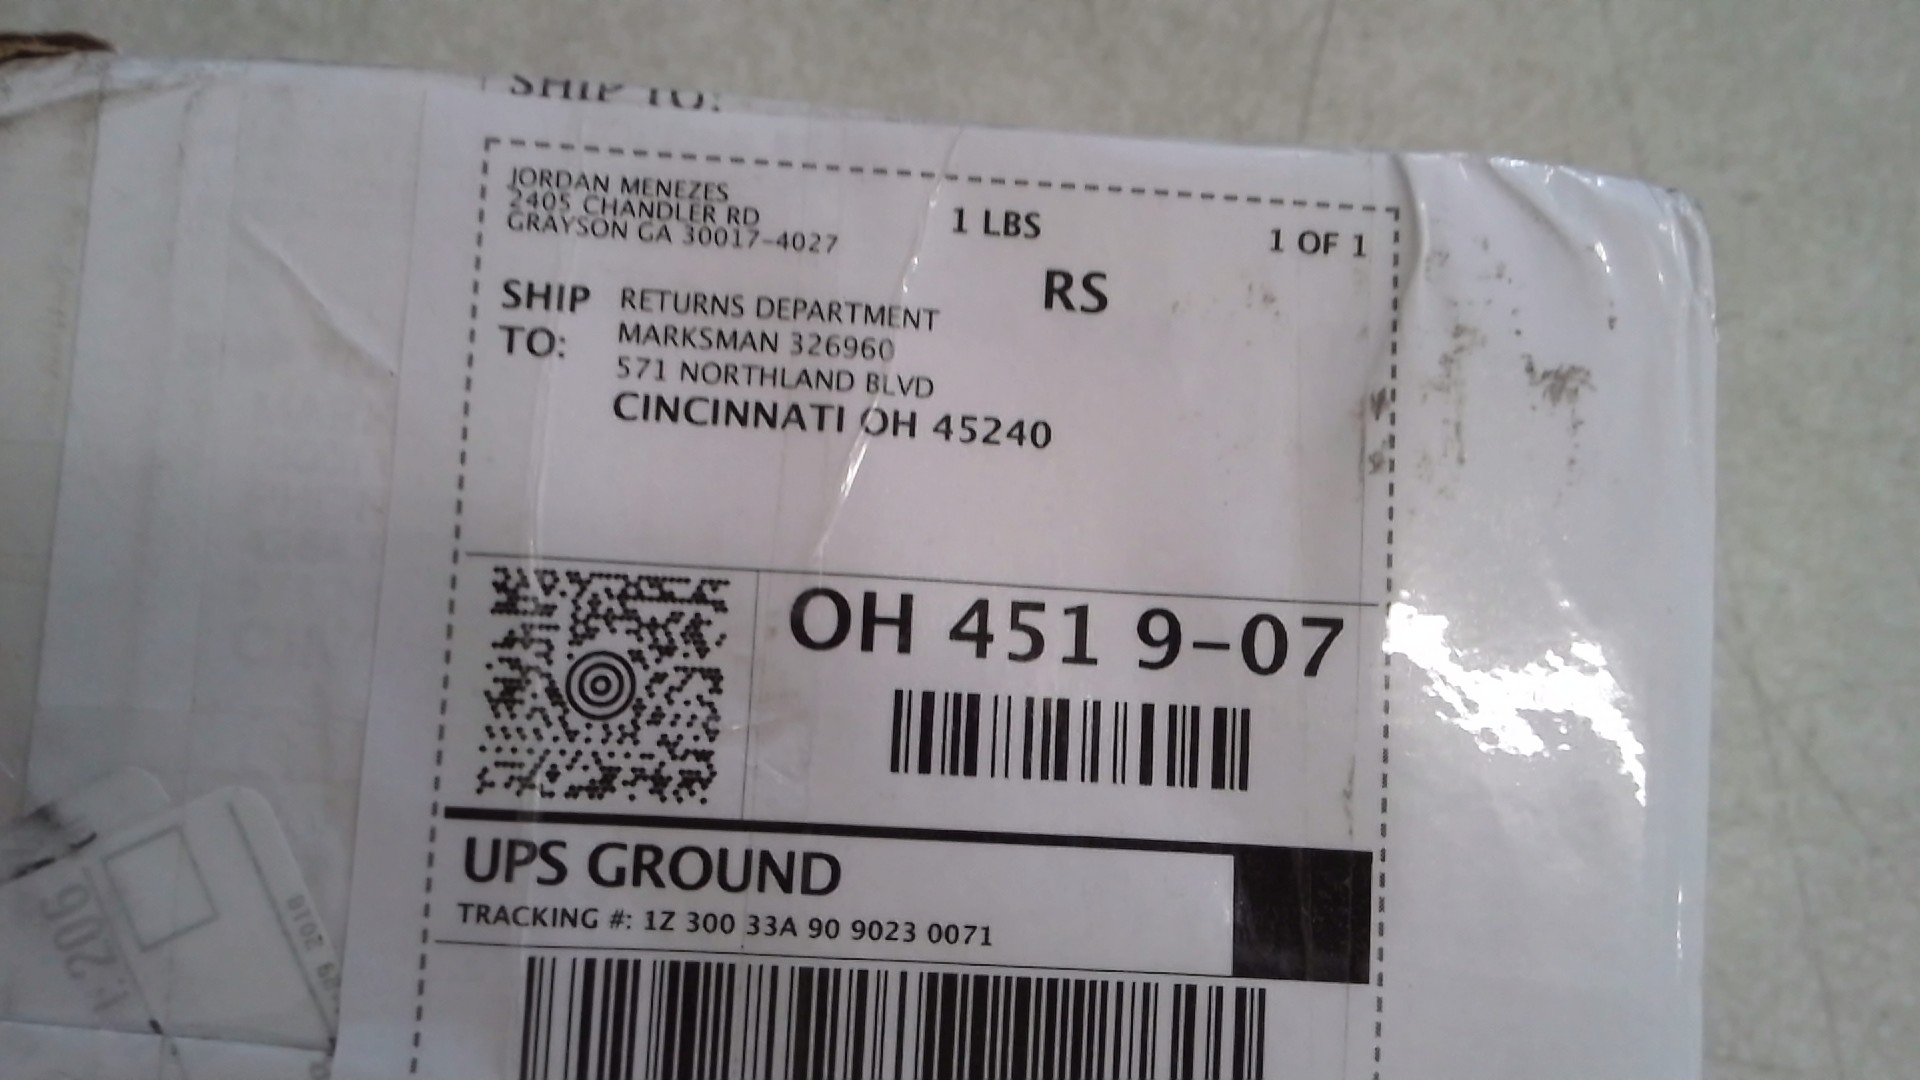 SHIP TO:
JORDAN MENEZES
2405 CHANDLER RD
GRAYSON GA 30017-4027
1 LBS
1 OF 1
RS
SHIP TO:
RETURNS DEPARTMENT
MARKSMAN 326960
571 NORTHLAND BLVD
CINCINNATI OH 45240
OH 451 9-07
UPS GROUND
TRACKING #: 1Z 300 33A 90 9023 0071